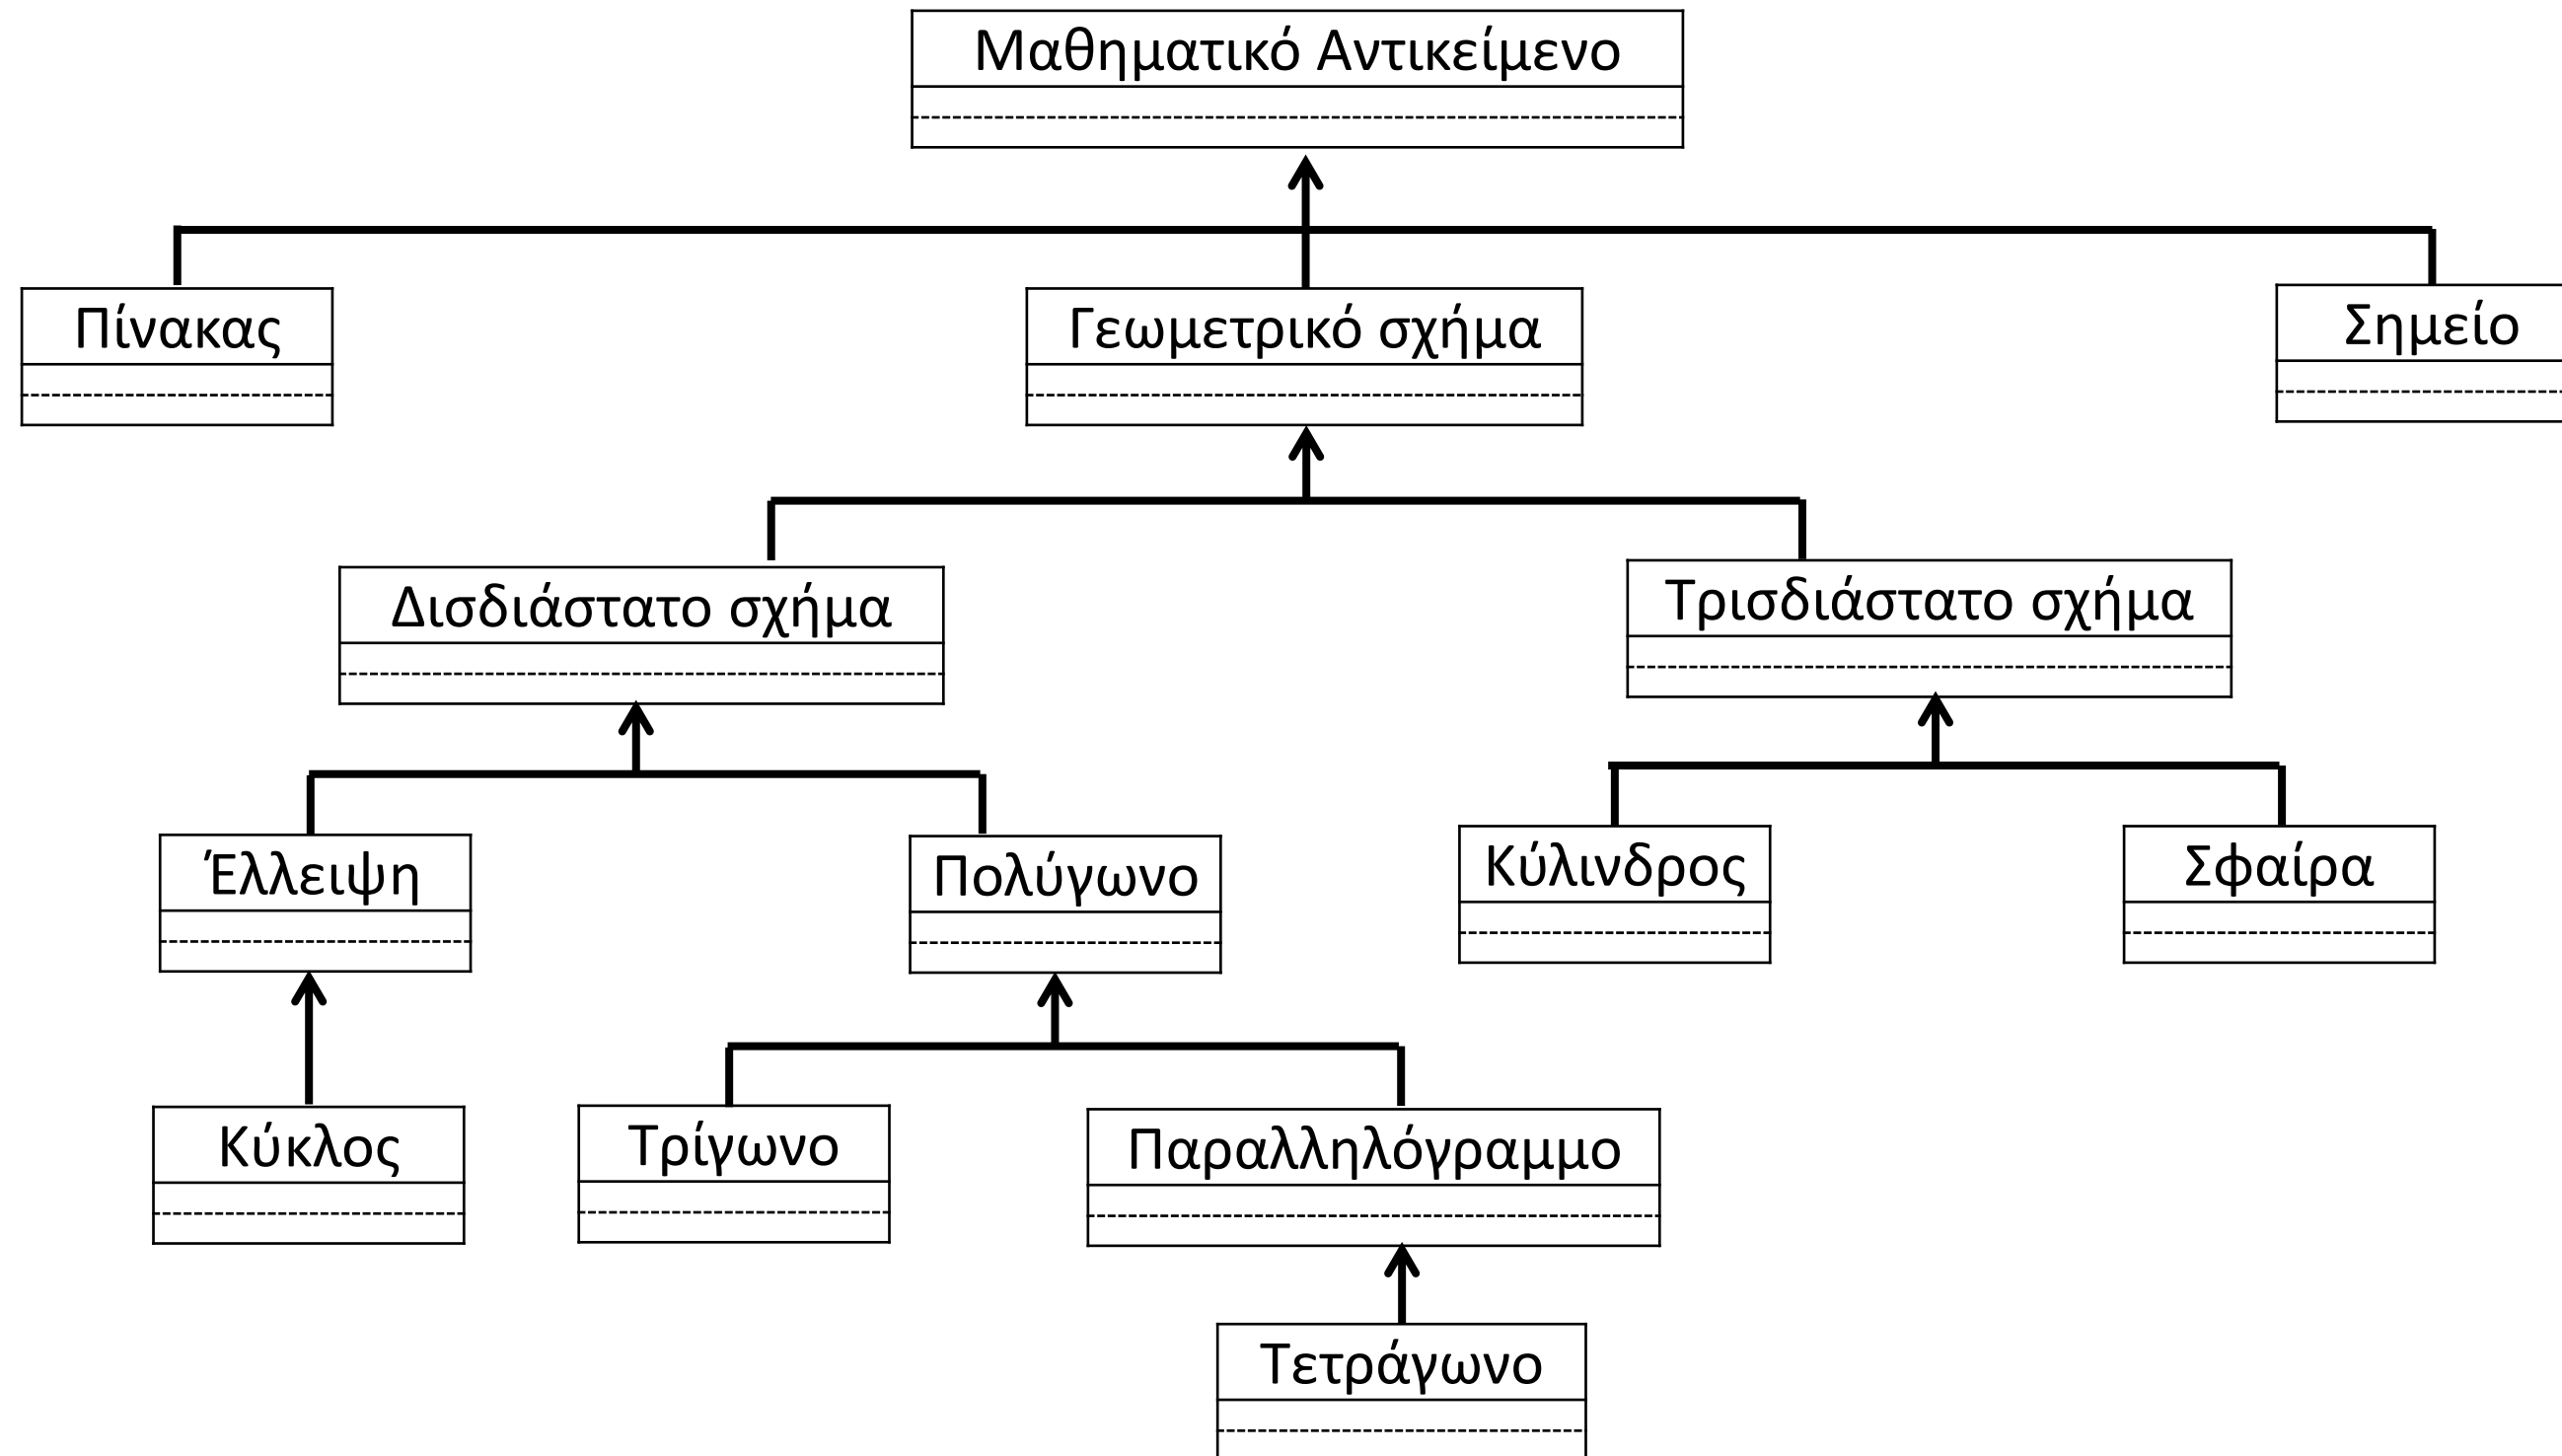 Μαθηματικό Αντικείμενο
Πίνακας
Γεωμετρικό σχήμα
Σημείο
Δισδιάστατο σχήμα
Τρισδιάστατο σχήμα
Έλλειψη
Πολύγωνο
Κύλινδρος
Σφαίρα
Κύκλος
Τρίγωνο
Παραλληλόγραμμο
Τετράγωνο